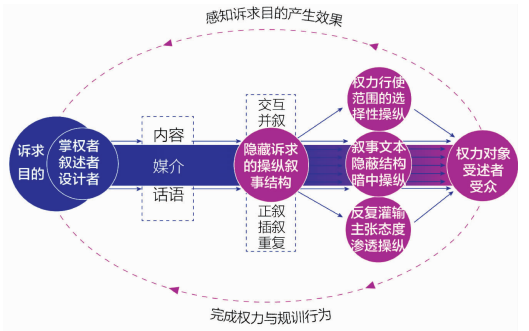 感知诉求目的产生效果
诉求
目的
掌权者
叙述者
设计者
内容
媒介
话语
交互
并叙
隐藏诉求
的操纵叙
事结构
正叙
插叙
重复
权力行使
范围的选
择性操纵
叙事文本
隐蔽结构
暗中操纵
反复灌输
主张态度
渗透操纵
权力对象
受述者
受众
完成权力与规训行为